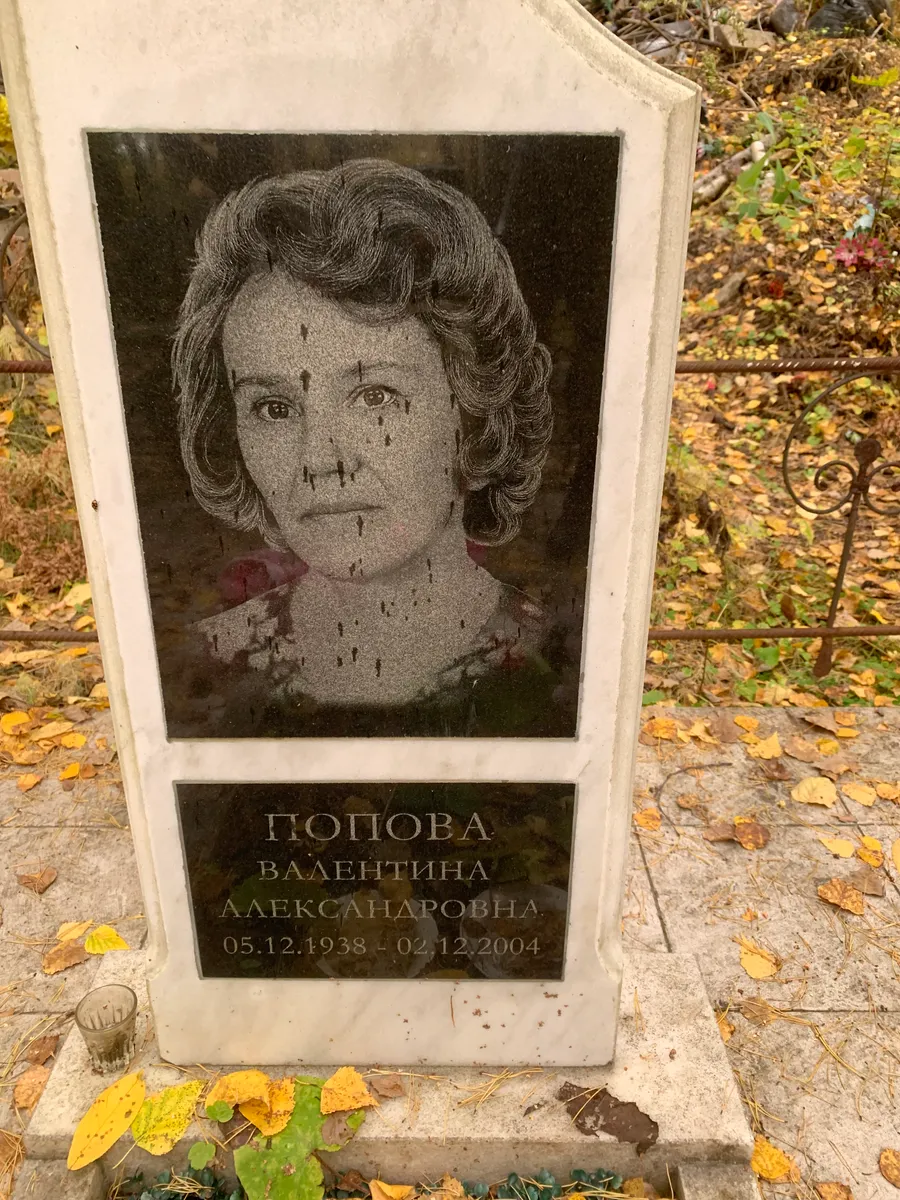 ПОПОВА
ВАЛЕНТИНА
АЛЕКСАНДРОВНА
05.12.1938 - 02.12.2004